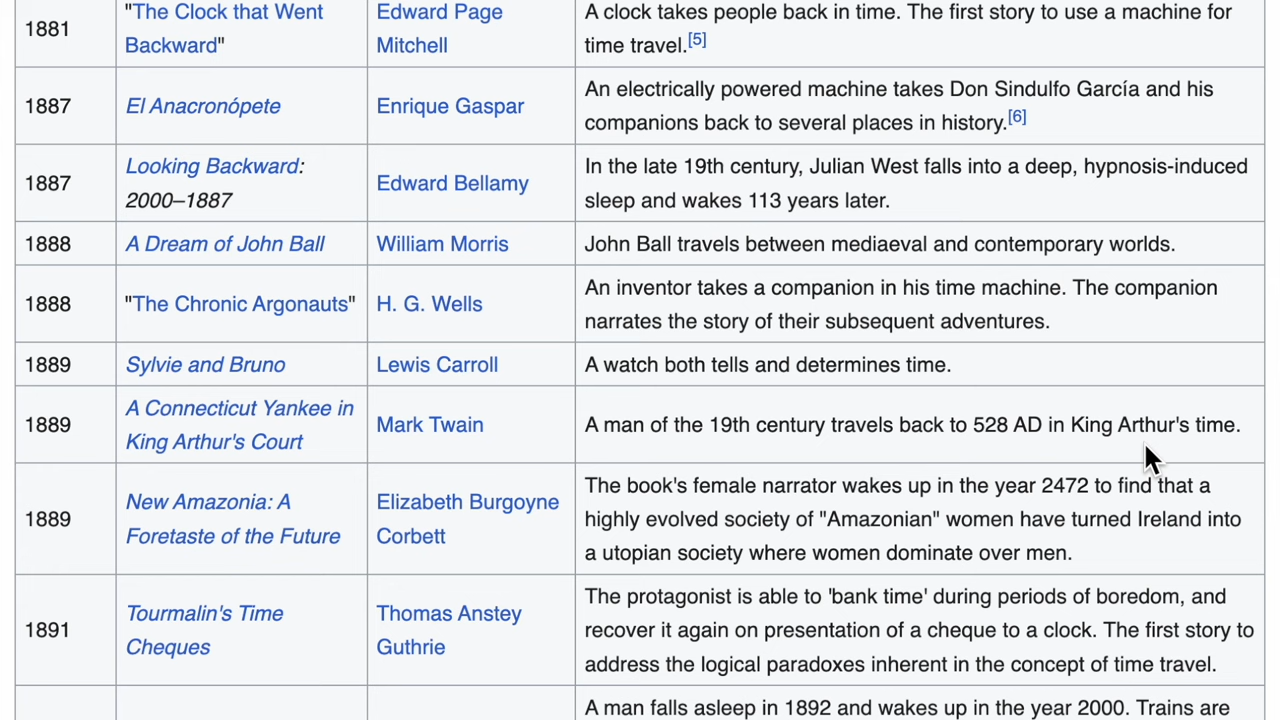 1881
"The Clock that Went
Backward"
Edward Page
Mitchell
A clock takes people back in time. The first story to use a machine for
time travel.[5]
1887
El Anacronópete
Enrique Gaspar
An electrically powered machine takes Don Sindulfo García and his
companions back to several places in history.[6]
1887
Looking Backward:
2000–1887
Edward Bellamy
In the late 19th century, Julian West falls into a deep, hypnosis-induced
sleep and wakes 113 years later.
1888
A Dream of John Ball
William Morris
John Ball travels between mediaeval and contemporary worlds.
1888
"The Chronic Argonauts"
H. G. Wells
An inventor takes a companion in his time machine. The companion
narrates the story of their subsequent adventures.
1889
Sylvie and Bruno
Lewis Carroll
A watch both tells and determines time.
1889
A Connecticut Yankee in
King Arthur's Court
Mark Twain
A man of the 19th century travels back to 528 AD in King Arthur's time.
1889
New Amazonia: A
Foretaste of the Future
Elizabeth Burgoyne
Corbett
The book's female narrator wakes up in the year 2472 to find that a
highly evolved society of "Amazonian" women have turned Ireland into
a utopian society where women dominate over men.
1891
Tourmalin's Time
Cheques
Thomas Anstey
Guthrie
The protagonist is able to 'bank time' during periods of boredom, and
recover it again on presentation of a cheque to a clock. The first story to
address the logical paradoxes inherent in the concept of time travel.
A man falls asleep in 1892 and wakes up in the year 2000. Trains are